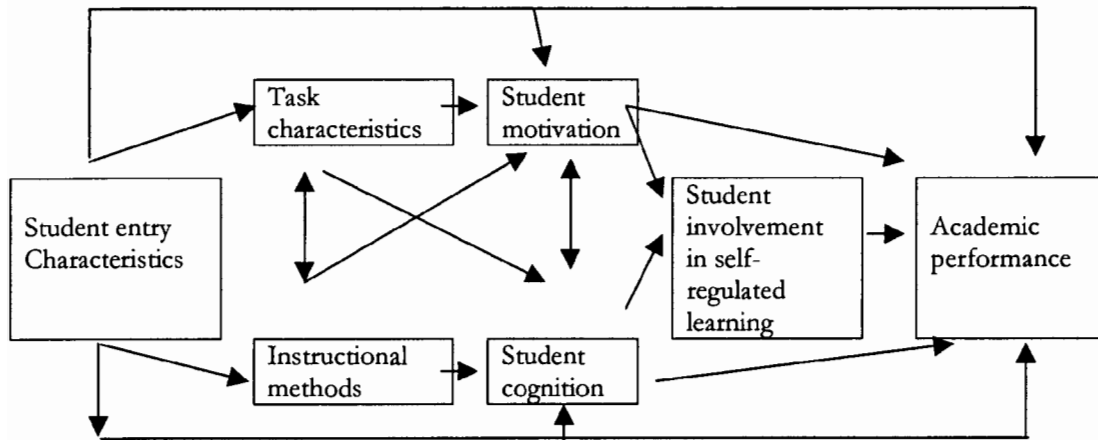 Task
characteristics
Student
motivation
Student entry
Characteristics
Student
involvement
in self-
regulated
learning
Academic
performance
Instructional
methods
Student
cognition